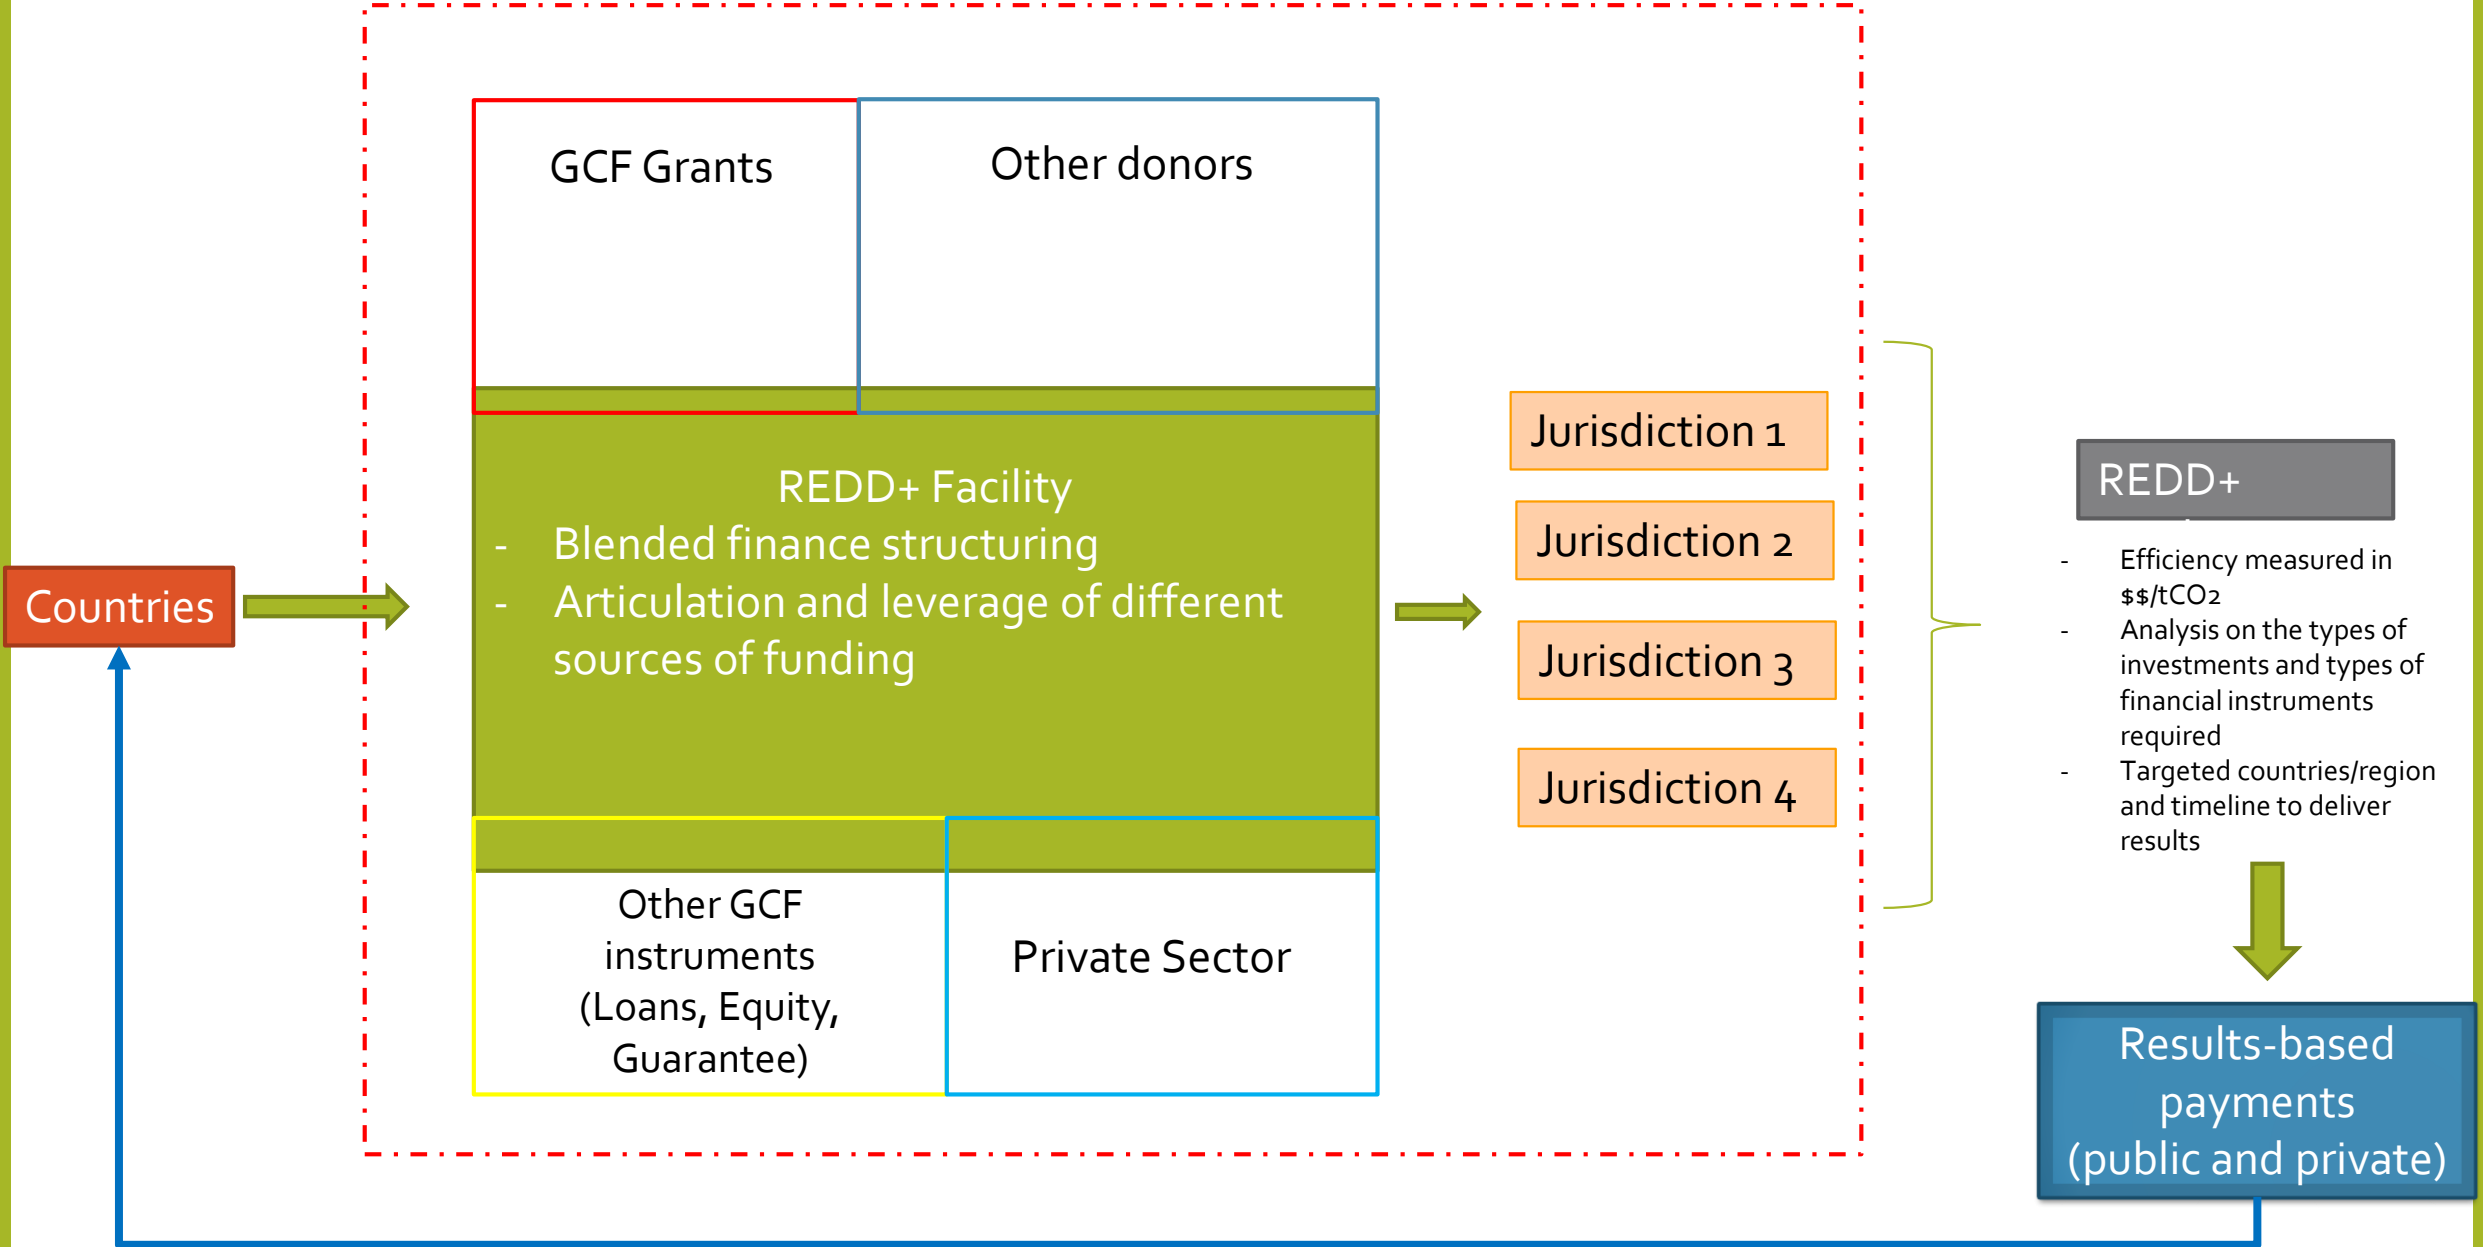 GCF Grants
Other donors
REDD+ Facility
- Blended finance structuring
- Articulation and leverage of different
sources of funding
Countries
Other GCF
instruments
(Loans, Equity,
Guarantee)
Private Sector
Jurisdiction 1
Jurisdiction 2
Jurisdiction 3
Jurisdiction 4
REDD+
- Efficiency measured in
$$/tCO2
- Analysis on the types of
investments and types of
financial instruments
required
- Targeted countries/region
and timeline to deliver
results
Results-based
payments
(public and private)